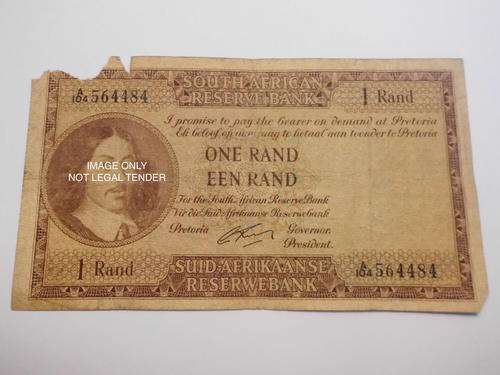 SOUTH AFRICAN
RESERVE BANK
A/104 564484
1 Rand
I promise to pay the bearer on demand at Pretoria
Ek beloof op aanvraag te betaal aan toonder te Pretoria
IMAGE ONLY
NOT LEGAL TENDER
ONE RAND
EEN RAND
For the South African Reserve Bank
Vir die Suid-Afrikaanse Reserwebank
Pretoria
Governor.
President.
1 Rand
SUID-AFRIKAANSE
RESERWEBANK
A/104 564484